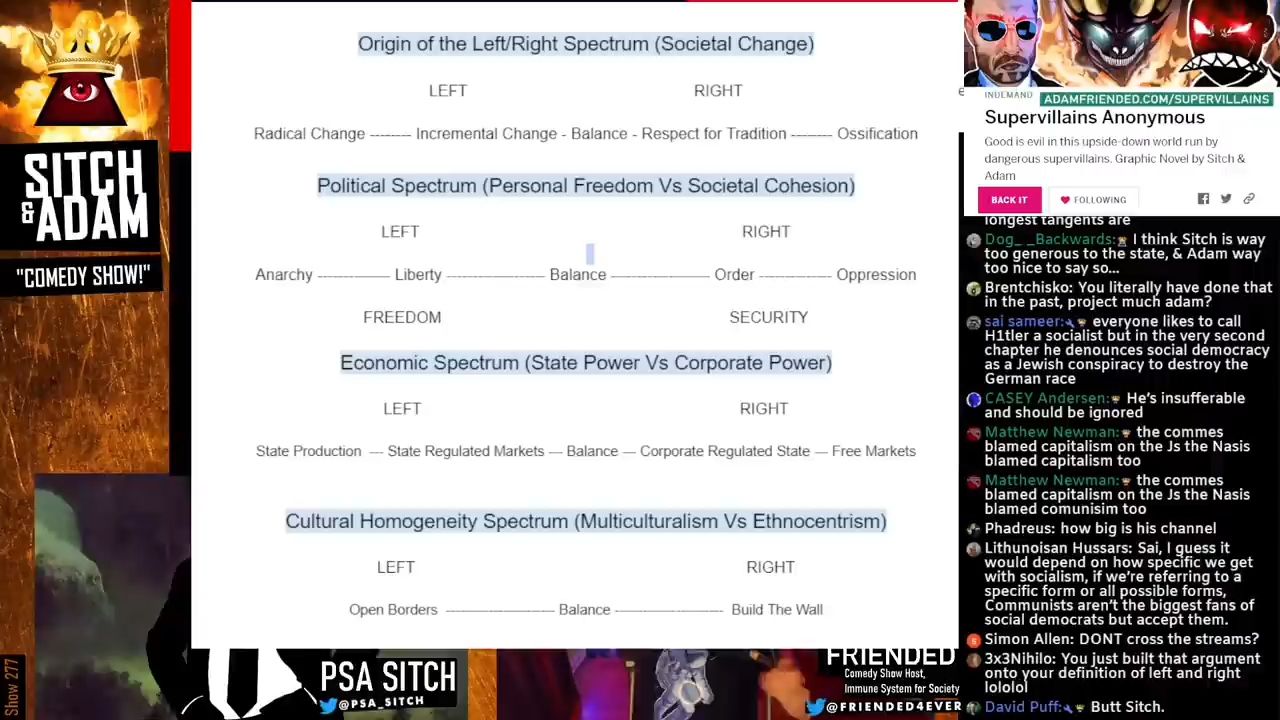 SITCH
& ADAM
"COMEDY SHOW!"
Show 277
Origin of the Left/Right Spectrum (Societal Change)
LEFT RIGHT
Radical Change -------- Incremental Change - Balance - Respect for Tradition -------- Ossification
Political Spectrum (Personal Freedom Vs Societal Cohesion)
LEFT RIGHT
Anarchy -------------- Liberty ------------------- Balance ------------------- Order -------------- Oppression
FREEDOM SECURITY
Economic Spectrum (State Power Vs Corporate Power)
LEFT RIGHT
State Production --- State Regulated Markets --- Balance --- Corporate Regulated State --- Free Markets
Cultural Homogeneity Spectrum (Multiculturalism Vs Ethnocentrism)
LEFT RIGHT
Open Borders --------------------- Balance --------------------- Build The Wall
PSA SITCH
@PSA_SITCH
FRIENDED
Comedy Show Host,
Immune System for Society
@FRIENDED4EVER
INDEMAND
ADAMFRIENDED.COM/SUPERVILLAINS
Supervillains Anonymous
Good is evil in this upside-down world run by
dangerous supervillains. Graphic Novel by Sitch &
Adam
BACK IT FOLLOWING
longest tangents are
Dog_ _Backwards: I think Sitch is way
too generous to the state, & Adam way
too nice to say so...
Brentchisko: You literally have done that
in the past, project much adam?
sai sameer: everyone likes to call
H1tler a socialist but in the very second
chapter he denounces social democracy
as a Jewish conspiracy to destroy the
German race
CASEY Andersen: He's insufferable
and should be ignored
Matthew Newman: the commes
blamed capitalism on the Js the Nasis
blamed capitalism too
Matthew Newman: the commes
blamed capitalism on the Js the Nasis
blamed comunism too
Phadreus: how big is his channel
Lithunoisan Hussars: Sai, I guess it
would depend on how specific we get
with socialism, if we're referring to a
specific form or all possible forms,
Communists aren't the biggest fans of
social democrats but accept them.
Simon Allen: DONT cross the streams?
3x3Nihilo: You just built that argument
onto your definition of left and right
lololol
David Puff: Butt Sitch.